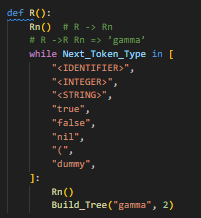 def R():
    Rn()  # R -> Rn
    # R ->R Rn => 'gamma'
    while Next_Token_Type in [
        "<IDENTIFIER>",
        "<INTEGER>",
        "<STRING>",
        "true",
        "false",
        "nil",
        "(",
        "dummy",
    ]:
        Rn()
        Build_Tree("gamma", 2)